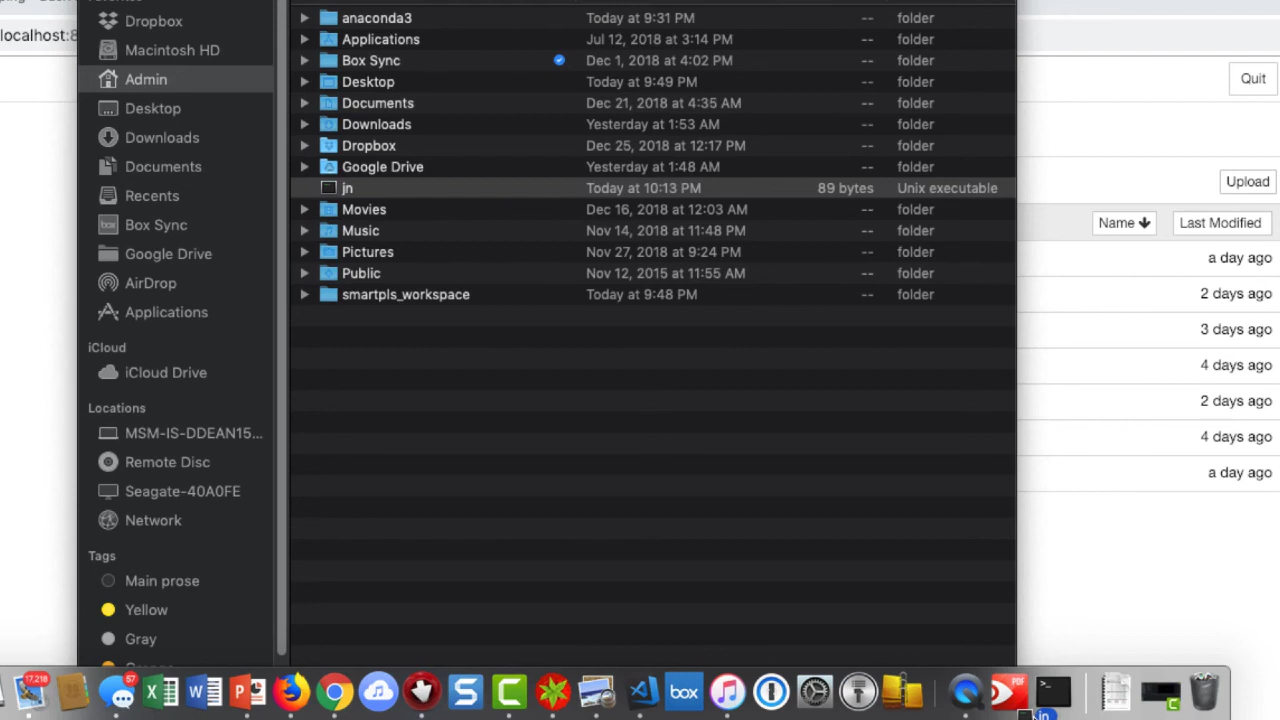 Dropbox
Macintosh HD
Admin
Desktop
Downloads
Documents
Recents
Box Sync
Google Drive
AirDrop
Applications
iCloud
iCloud Drive
Locations
MSM-IS-DDEAN15...
Remote Disc
Seagate-40A0FE
Network
Tags
Main prose
Yellow
Gray
anaconda3 Today at 9:31 PM -- folder
Applications Jul 12, 2018 at 3:14 PM -- folder
Box Sync Dec 1, 2018 at 4:02 PM -- folder
Desktop Today at 9:49 PM -- folder
Documents Dec 21, 2018 at 4:35 AM -- folder
Downloads Yesterday at 1:53 AM -- folder
Dropbox Dec 25, 2018 at 12:17 PM -- folder
Google Drive Yesterday at 1:48 AM -- folder
jn Today at 10:13 PM 89 bytes Unix executable
Movies Dec 16, 2018 at 12:03 AM -- folder
Music Nov 14, 2018 at 11:48 PM -- folder
Pictures Nov 27, 2018 at 9:24 PM -- folder
Public Nov 12, 2015 at 11:55 AM -- folder
smartpls_workspace Today at 9:48 PM -- folder
localhost:8
Quit
Upload
Name Last Modified
a day ago
2 days ago
3 days ago
4 days ago
2 days ago
4 days ago
a day ago
17,218
57
box
PDF
jn